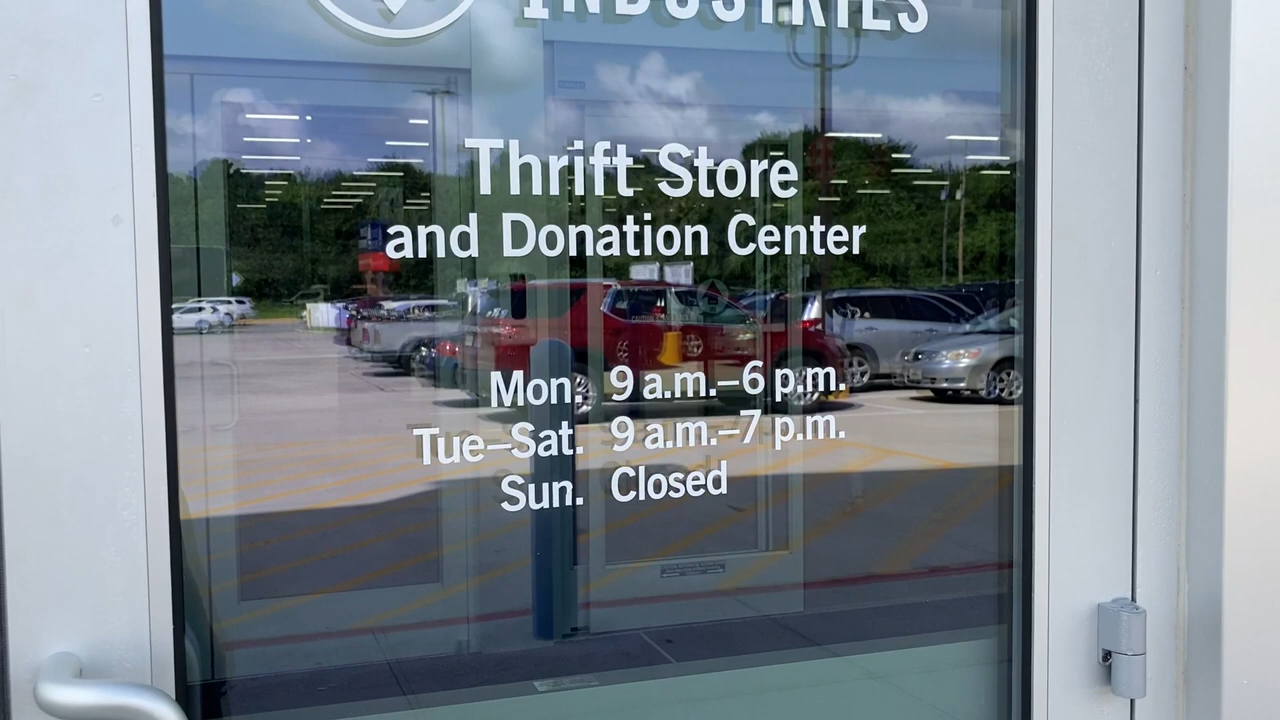 INDUSTRIES
Thrift Store
and Donation Center
Mon. 9 a.m.–6 p.m.
Tue–Sat. 9 a.m.–7 p.m.
Sun. Closed